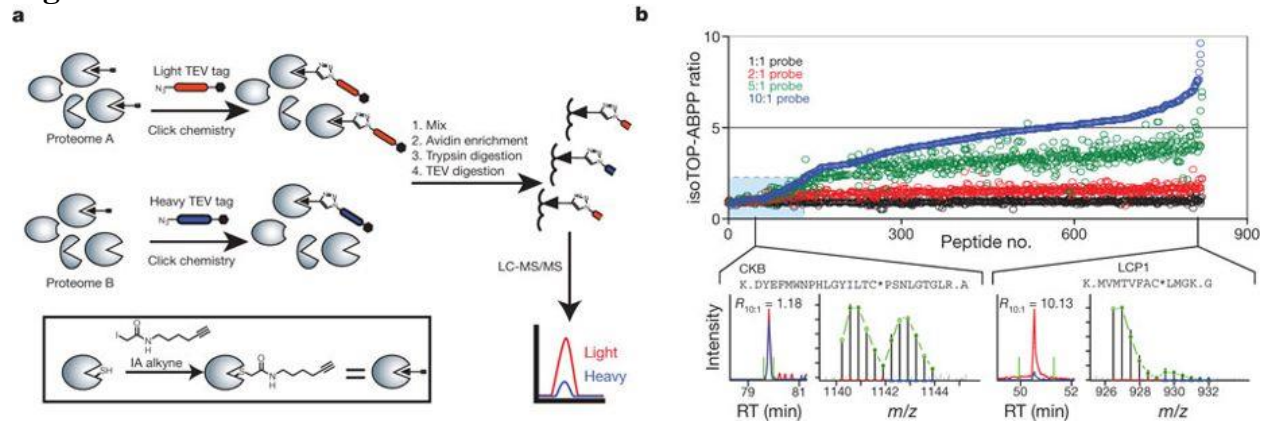 a
Light TEV tag
N3
Click chemistry
Proteome A
Heavy TEV tag
N3
Click chemistry
Proteome B
1. Mix
2. Avidin enrichment
3. Trypsin digestion
4. TEV digestion
LC-MS/MS
Light
Heavy
SH
I
O
N
H
IA alkyne
S
O
N
H
b
isoTOP-ABPP ratio
10
5
0
1:1 probe
2:1 probe
5:1 probe
10:1 probe
0 300 600 900
Peptide no.
CKB
K.DYEFMWNPHLGYILTC*PSNLGTGLR.A
LCP1
K.MVMTVFAC*LMGK.G
Intensity
R10:1 = 1.18
79 81
RT (min)
1140 1142 1144
m/z
R10:1 = 10.13
50 52
RT (min)
926 928 930 932
m/z